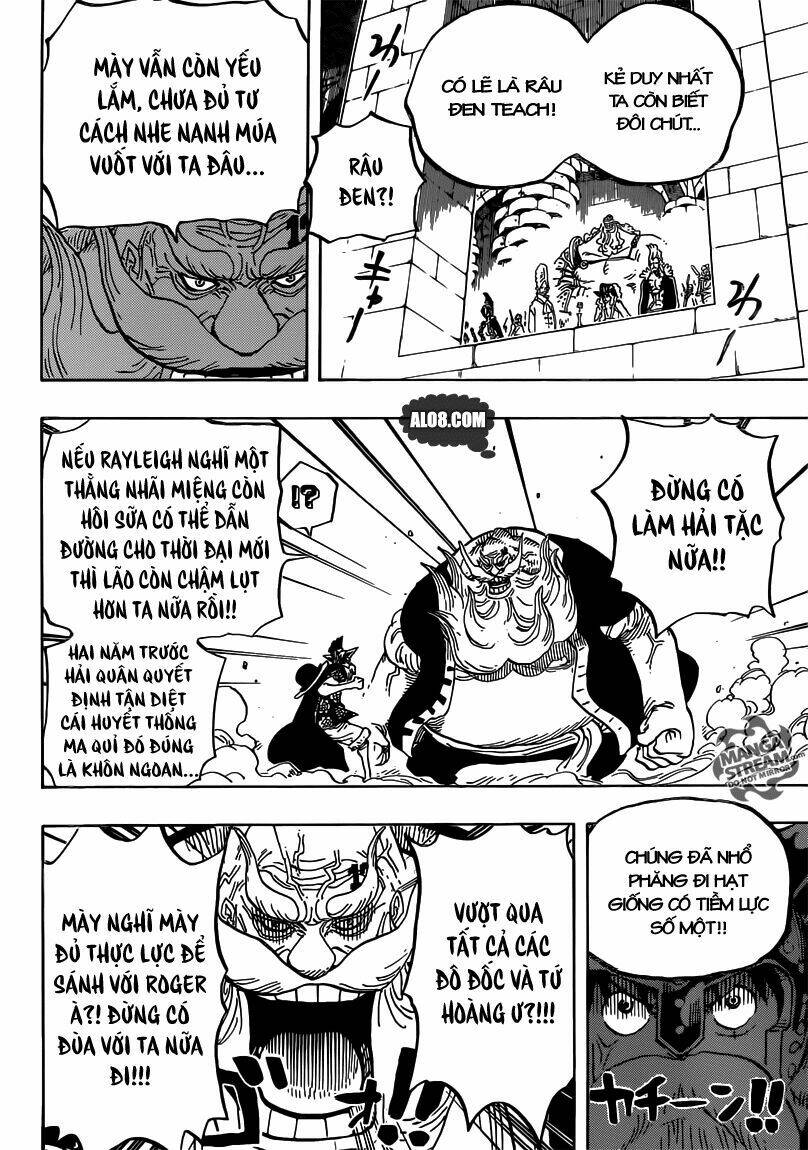 KẺ DUY NHẤT
TA CÒN BIẾT
ĐÔI CHÚT...
CÓ LẼ LÀ RÂU
ĐEN TEACH!
RÂU
ĐEN?!
MÀY VẪN CÒN YẾU
LẮM, CHƯA ĐỦ TƯ
CÁCH NHE NANH MÚA
VUỐT VỚI TA ĐÂU...
AL08.COM
ĐỪNG CÓ
LÀM HẢI TẶC
NỮA!!
!?
NẾU RAYLEIGH NGHĨ MỘT
THẰNG NHÃI MIỆNG CÒN
HÔI SỮA CÓ THỂ DẪN
ĐƯỜNG CHO THỜI ĐẠI MỚI
THÌ LÃO CÒN CHẬM LỤT
HƠN TA NỮA RỒI!!
HAI NĂM TRƯỚC
HẢI QUÂN QUYẾT
ĐỊNH TẬN DIỆT
CÁI HUYẾT THỐNG
MA QUỈ ĐÓ ĐÚNG
LÀ KHÔN NGOAN...
MANGA
STREAM.com
DO NOT MIRROR
CHÚNG ĐÃ NHỔ
PHĂNG ĐI HẠT
GIỐNG CÓ TIỀM LỰC
SỐ MỘT!!
ガチーン!!
VƯỢT QUA
TẤT CẢ CÁC
ĐÔ ĐỐC VÀ TỨ
HOÀNG Ư?!!!
MÀY NGHĨ MÀY
ĐỦ THỰC LỰC ĐỂ
SÁNH VỚI ROGER
À?! ĐỪNG CÓ
ĐÙA VỚI TA NỮA
ĐI!!!